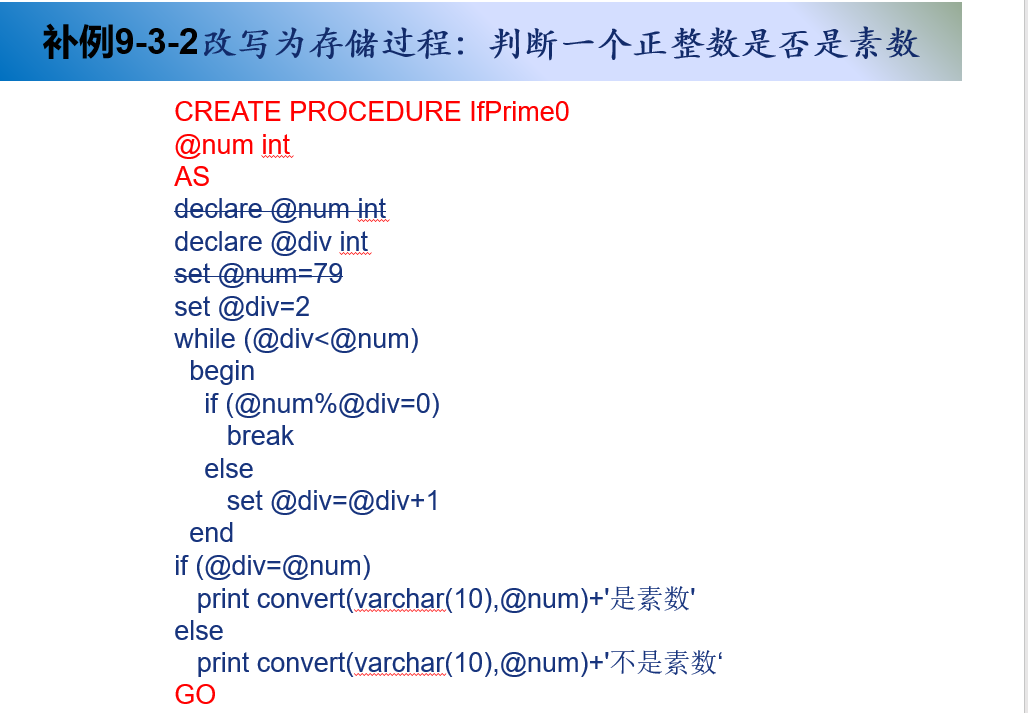 补例9-3-2改写为存储过程：判断一个正整数是否是素数
CREATE PROCEDURE IfPrime0
@num int
AS
declare @num int
declare @div int
set @num=79
set @div=2
while (@div<@num)
begin
if (@num%@div=0)
break
else
set @div=@div+1
end
if (@div=@num)
print convert(varchar(10),@num)+'是素数'
else
print convert(varchar(10),@num)+'不是素数‘
GO